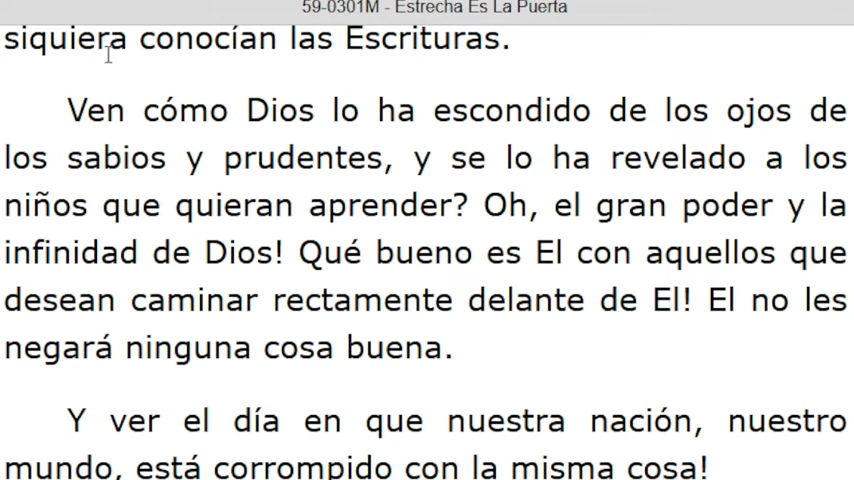 59-0301M - Estrecha Es La Puerta
siquiera conocían las Escrituras.
Ven cómo Dios lo ha escondido de los ojos de
los sabios y prudentes, y se lo ha revelado a los
niños que quieran aprender? Oh, el gran poder y la
infinidad de Dios! Qué bueno es El con aquellos que
desean caminar rectamente delante de El! El no les
negará ninguna cosa buena.
Y ver el día en que nuestra nación, nuestro
mundo, está corrompido con la misma cosa!